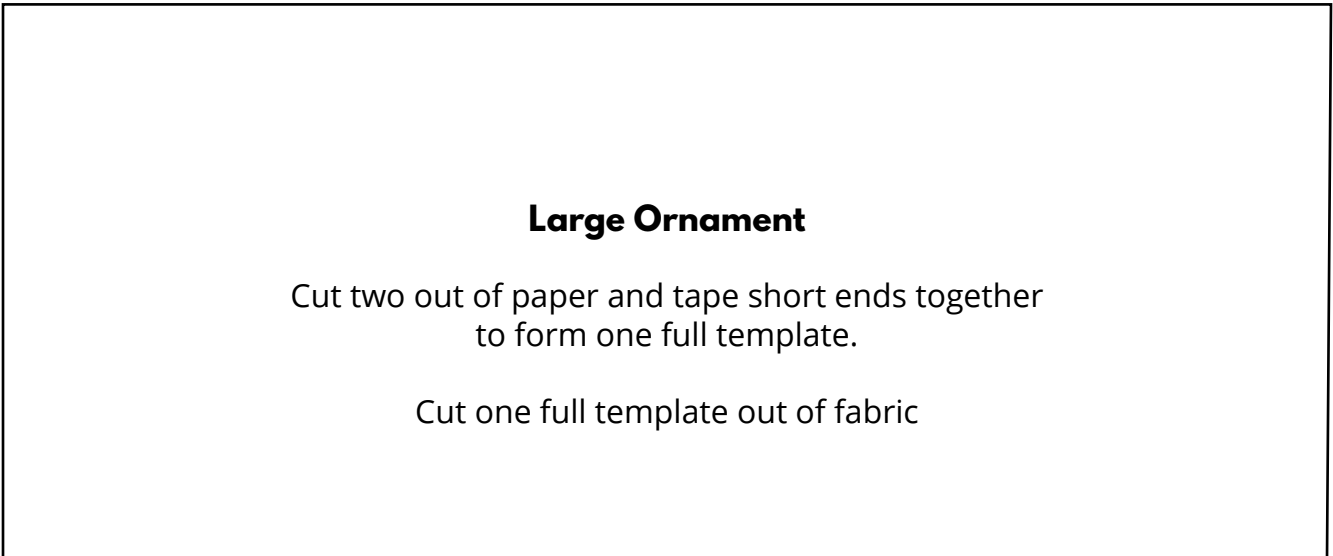 Large Ornament
Cut two out of paper and tape short ends together
to form one full template.
Cut one full template out of fabric